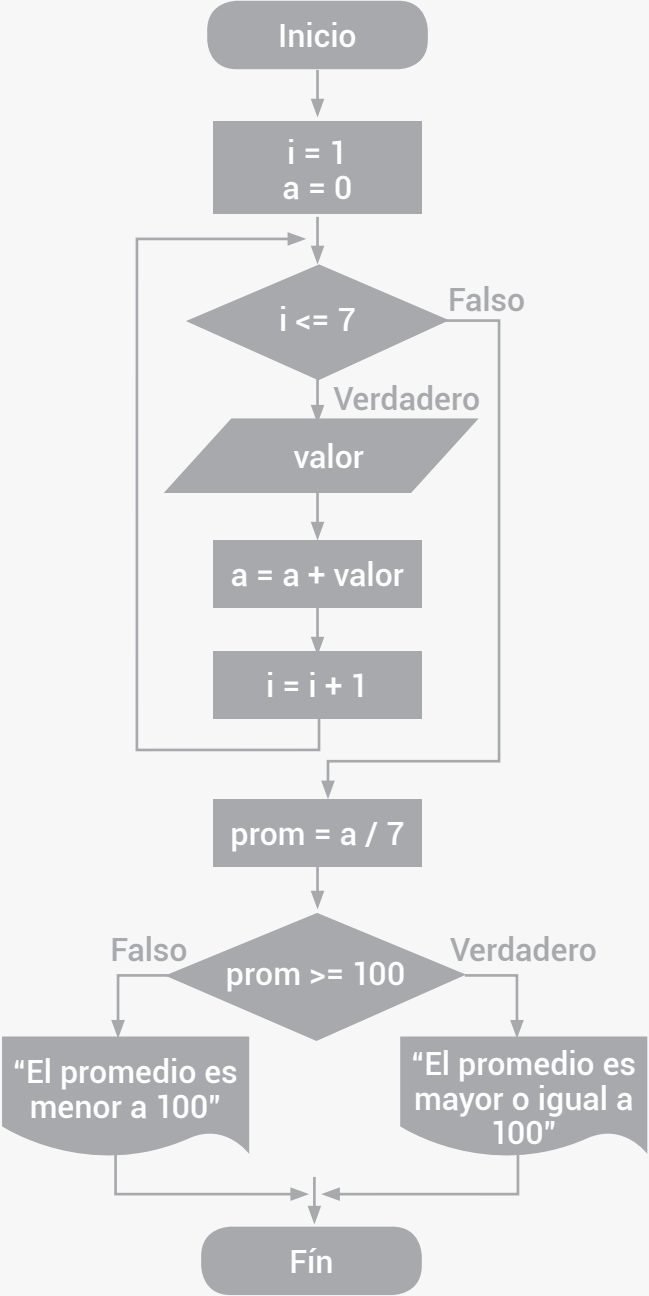 Inicio
i = 1
a = 0
i <= 7
Falso
Verdadero
valor
a = a + valor
i = i + 1
prom = a / 7
Falso
prom >= 100
Verdadero
“El promedio es
menor a 100”
“El promedio es
mayor o igual a
100”
Fín